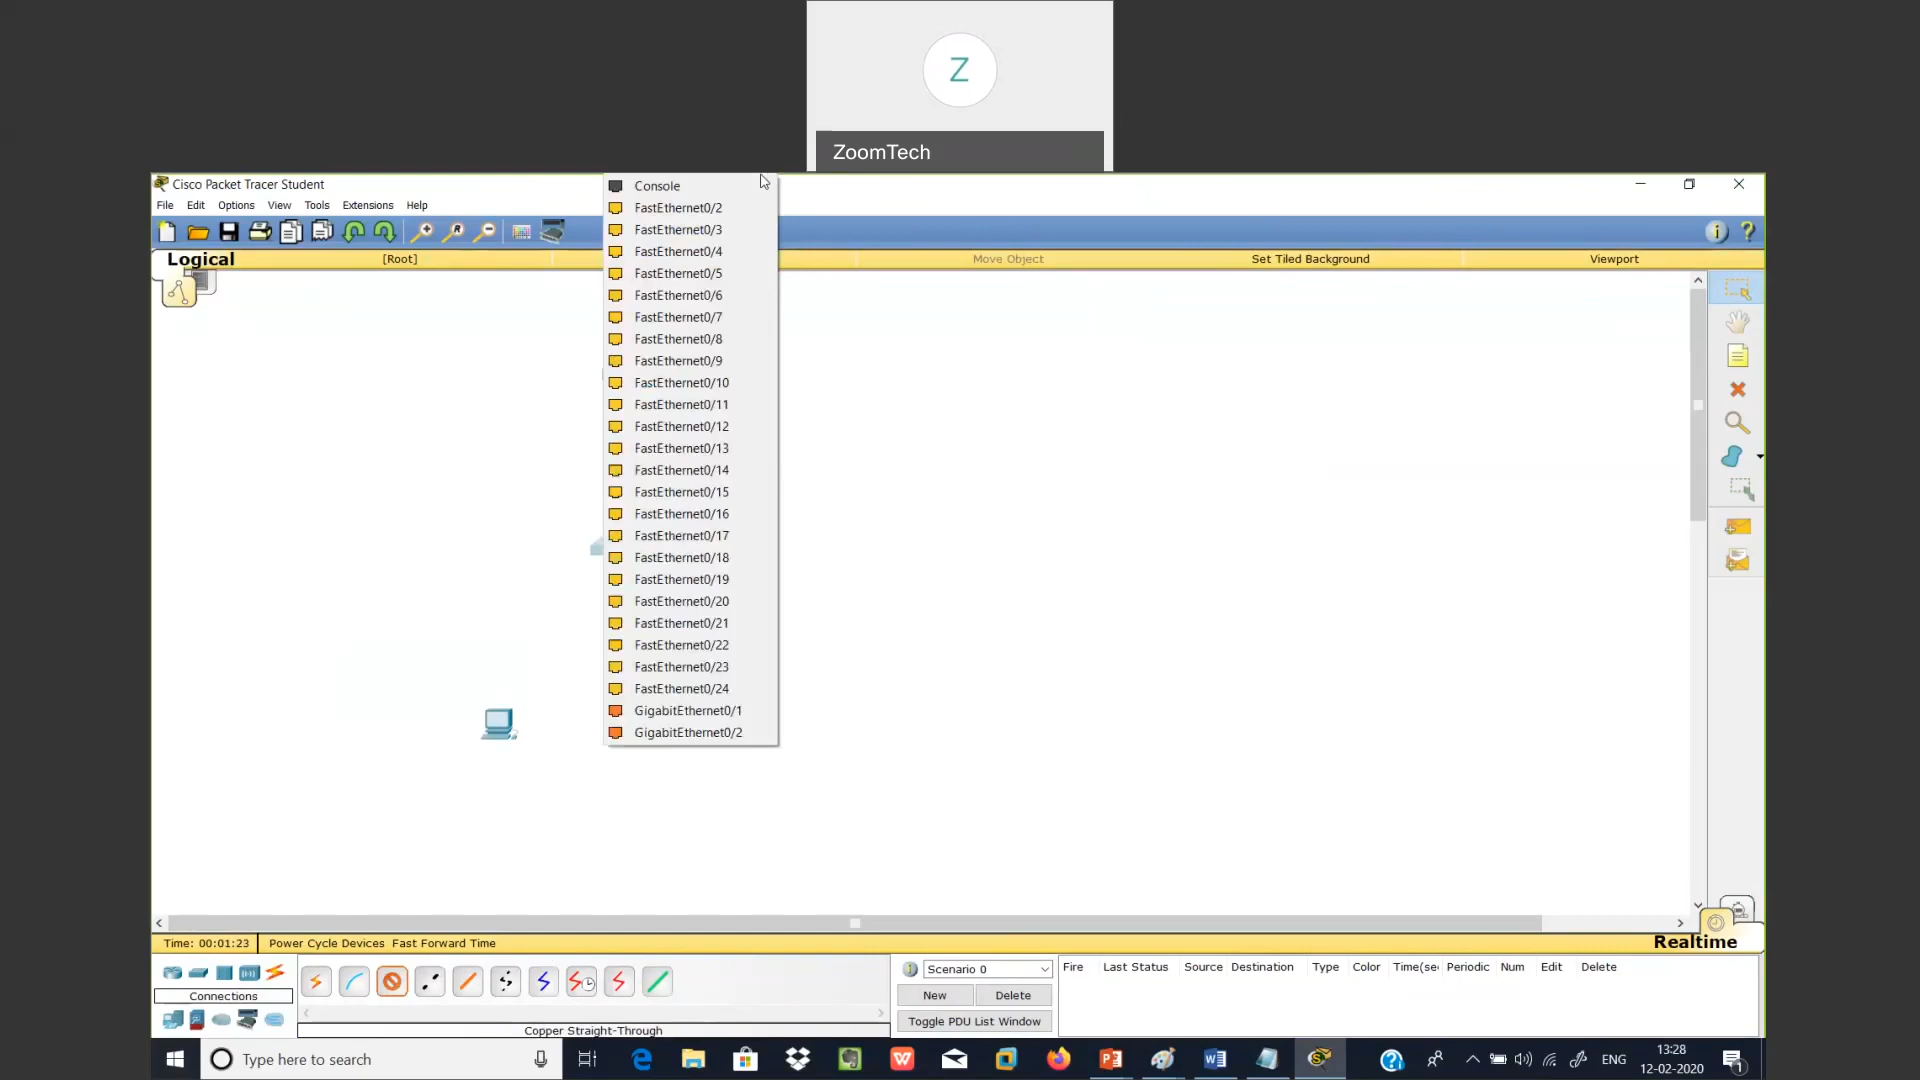 Z
ZoomTech
Cisco Packet Tracer Student
File Edit Options View Tools Extensions Help
Logical [Root] Move Object Set Tiled Background Viewport
Console
FastEthernet0/2
FastEthernet0/3
FastEthernet0/4
FastEthernet0/5
FastEthernet0/6
FastEthernet0/7
FastEthernet0/8
FastEthernet0/9
FastEthernet0/10
FastEthernet0/11
FastEthernet0/12
FastEthernet0/13
FastEthernet0/14
FastEthernet0/15
FastEthernet0/16
FastEthernet0/17
FastEthernet0/18
FastEthernet0/19
FastEthernet0/20
FastEthernet0/21
FastEthernet0/22
FastEthernet0/23
FastEthernet0/24
GigabitEthernet0/1
GigabitEthernet0/2
Time: 00:01:23 Power Cycle Devices Fast Forward Time Realtime
Connections
Copper Straight-Through
Scenario 0
New Delete
Toggle PDU List Window
Fire Last Status Source Destination Type Color Time(se Periodic Num Edit Delete
Type here to search
ENG
13:28
12-02-2020
1